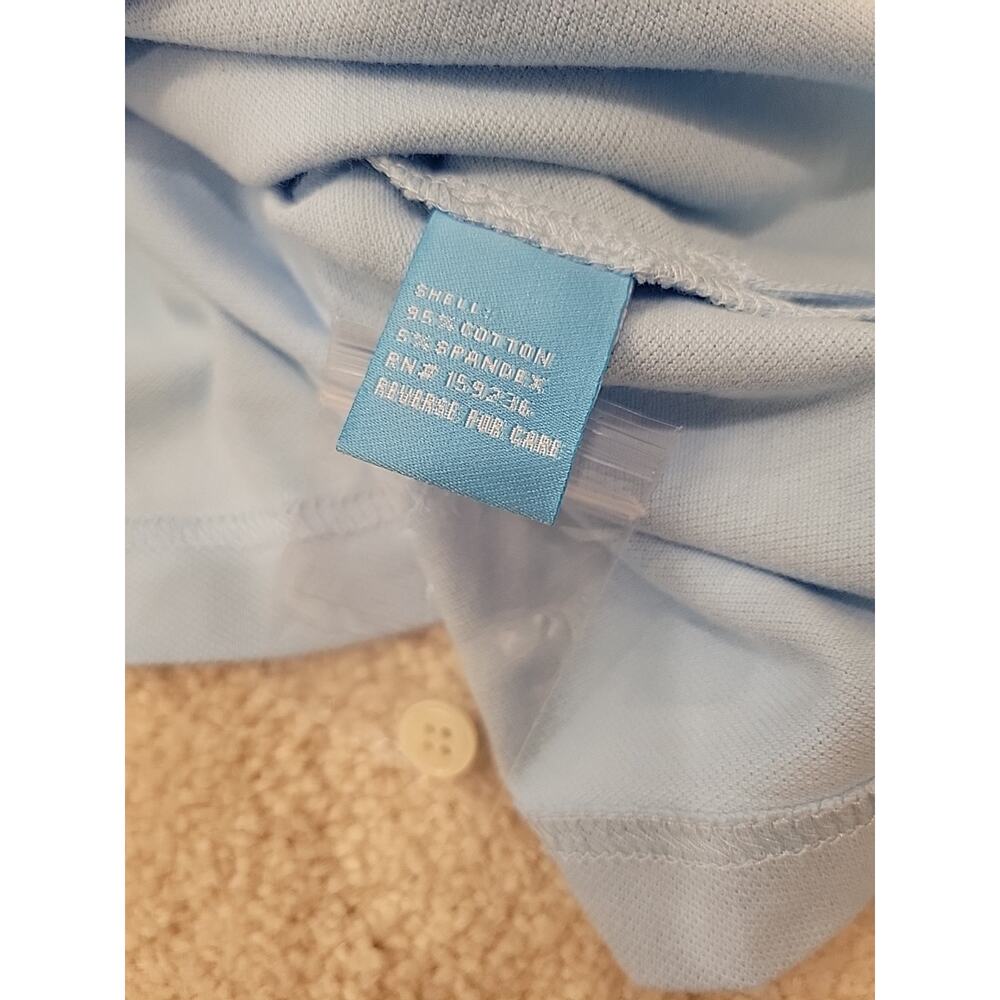 SHELL:
95% COTTON
5% SPANDEX
RN# 159236
REVERSE FOR CARE